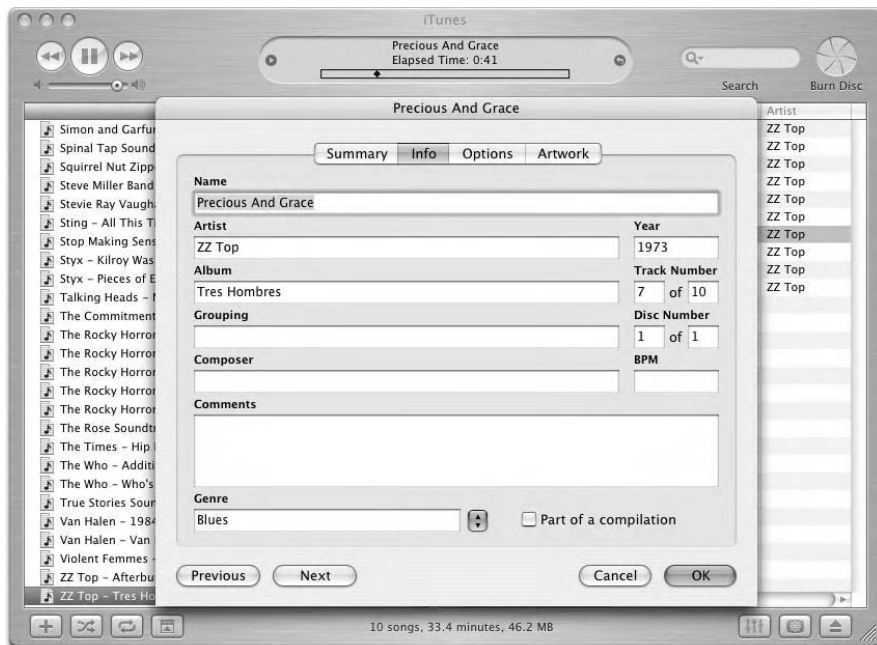 iTunes
Precious And Grace
Elapsed Time: 0:41
Search
Burn Disc
Precious And Grace
Summary Info Options Artwork
Name
Precious And Grace
Artist Year
ZZ Top 1973
Album Track Number
Tres Hombres 7 of 10
Grouping Disc Number
1 of 1
Composer BPM
Comments
Genre
Blues Part of a compilation
Previous Next Cancel OK
Simon and Garfu
Spinal Tap Sound
Squirrel Nut Zipp
Steve Miller Band
Stevie Ray Vaugh
Sting – All This T
Stop Making Sens
Styx – Kilroy Was
Styx – Pieces of E
Talking Heads –
The Commitment
The Rocky Horror
The Rocky Horror
The Rocky Horror
The Rocky Horror
The Rocky Horror
The Rose Soundt
The Times – Hip
The Who – Additi
The Who – Who's
True Stories Soun
Van Halen – 1984
Van Halen – Van
Violent Femmes –
ZZ Top – Afterbu
ZZ Top – Tres Ho
Artist
ZZ Top
ZZ Top
ZZ Top
ZZ Top
ZZ Top
ZZ Top
ZZ Top
ZZ Top
ZZ Top
ZZ Top
10 songs, 33.4 minutes, 46.2 MB